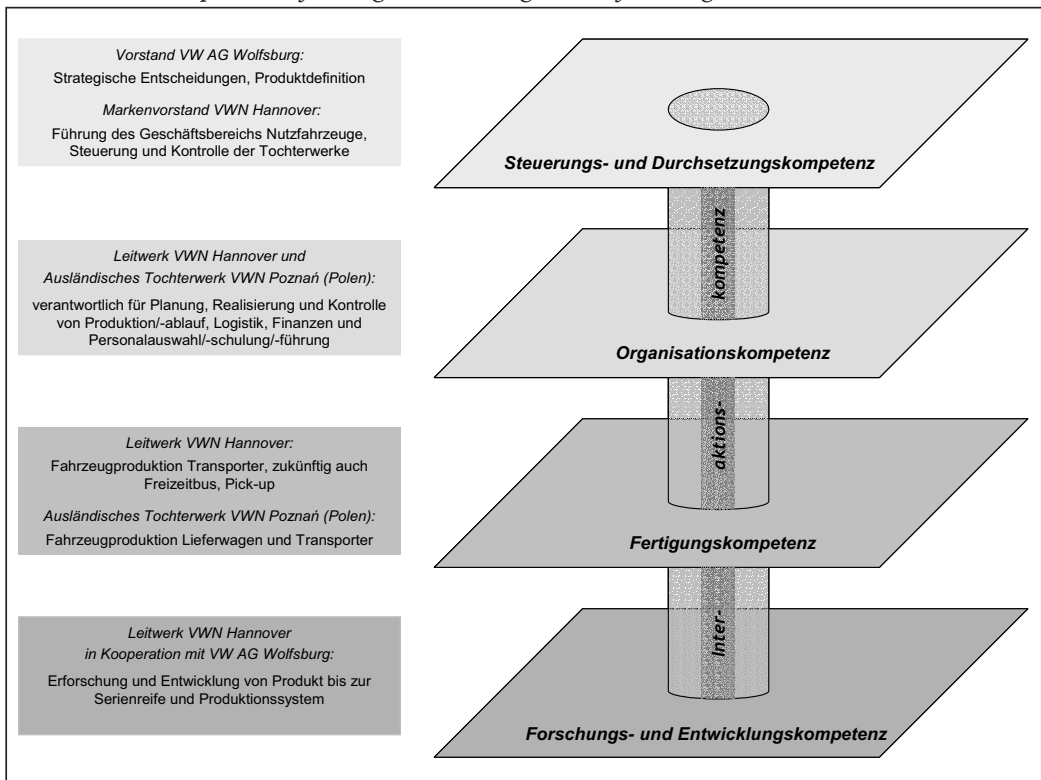 Vorstand VW AG Wolfsburg:
Strategische Entscheidungen, Produktdefinition
Markenvorstand VWN Hannover:
Führung des Geschäftsbereichs Nutzfahrzeuge,
Steuerung und Kontrolle der Tochterwerke
Steuerungs- und Durchsetzungskompetenz
kompetenz
Leitwerk VWN Hannover und
Ausländisches Tochterwerk VWN Poznań (Polen):
verantwortlich für Planung, Realisierung und Kontrolle
von Produktion/-ablauf, Logistik, Finanzen und
Personalauswahl/-schulung/-führung
Organisationskompetenz
aktions-
Leitwerk VWN Hannover:
Fahrzeugproduktion Transporter, zukünftig auch
Freizeitbus, Pick-up
Ausländisches Tochterwerk VWN Poznań (Polen):
Fahrzeugproduktion Lieferwagen und Transporter
Fertigungskompetenz
Inter-
Leitwerk VWN Hannover
in Kooperation mit VW AG Wolfsburg:
Erforschung und Entwicklung von Produkt bis zur
Serienreife und Produktionssystem
Forschungs- und Entwicklungskompetenz